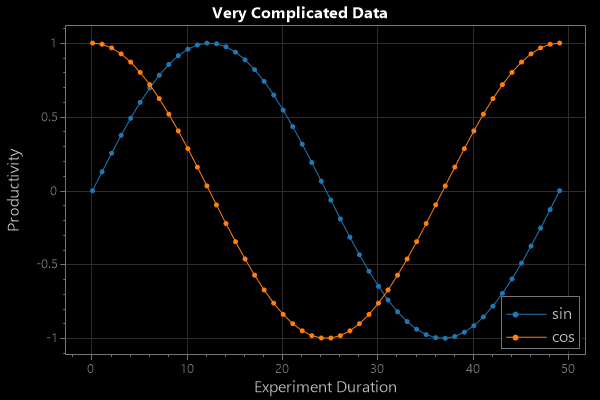 Very Complicated Data
Productivity
1
0.5
0
-0.5
-1
0
10
20
30
40
50
Experiment Duration
sin
cos